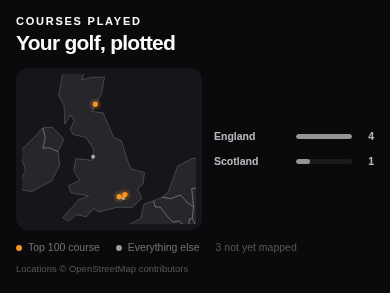 COURSES PLAYED
Your golf, plotted
England 4
Scotland 1
Top 100 course Everything else 3 not yet mapped
Locations © OpenStreetMap contributors